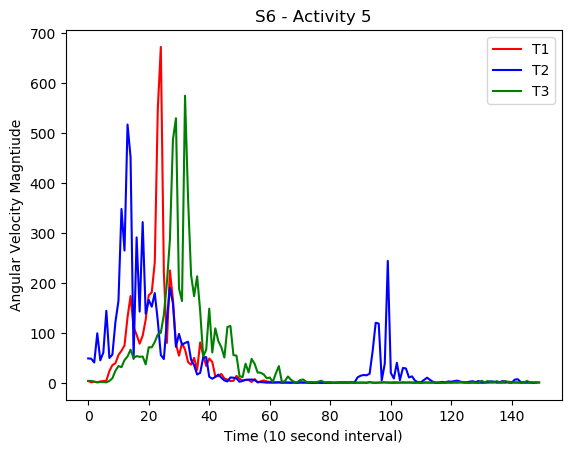 S6 - Activity 5
700
600
500
400
300
200
100
0
Angular Velocity Magntiude
T1
T2
T3
0 20 40 60 80 100 120 140
Time (10 second interval)